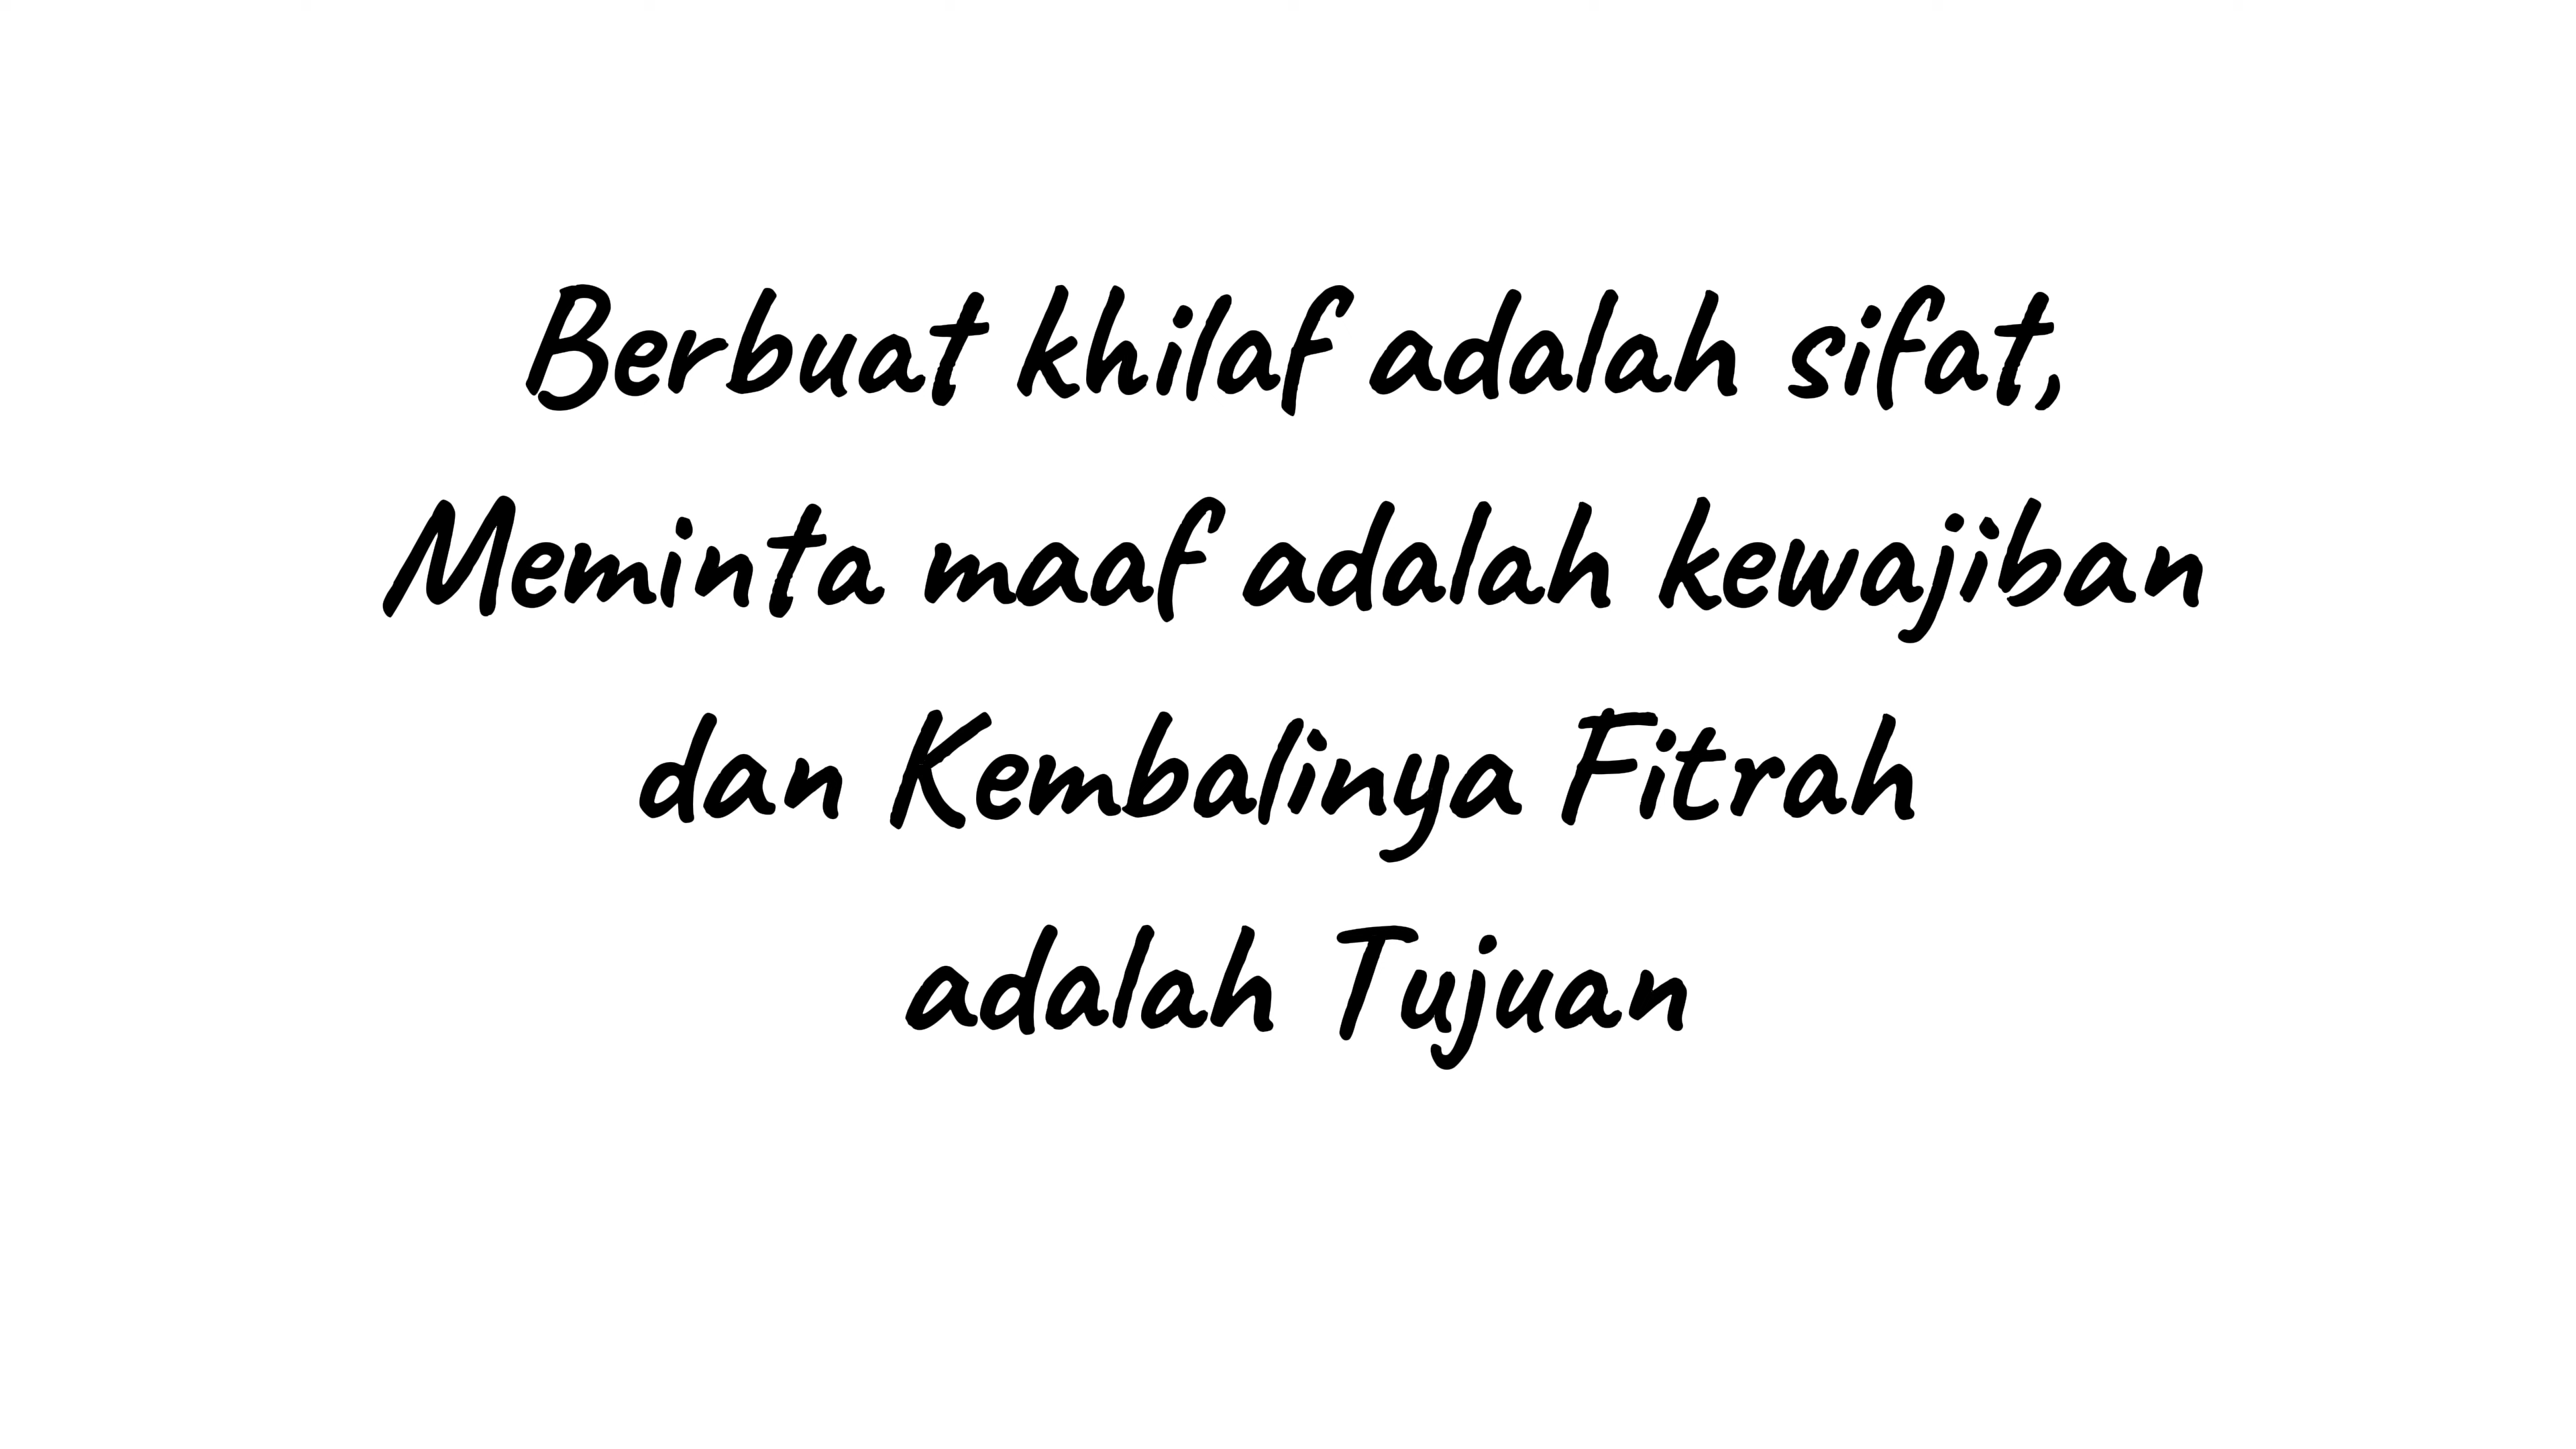 Berbuat khilaf adalah sifat,
Meminta maaf adalah kewajiban
dan Kembalinya Fitrah
adalah Tujuan